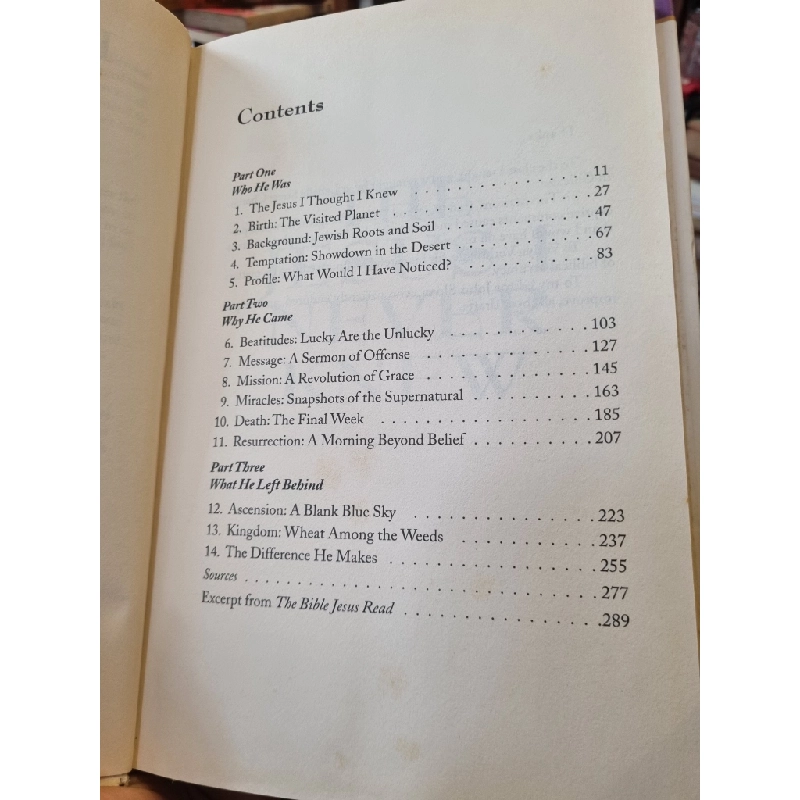 Contents
Part One
Who He Was
1. The Jesus I Thought I Knew . . . . . . . . . . . . . . . . . 11
2. Birth: The Visited Planet . . . . . . . . . . . . . . . . . 27
3. Background: Jewish Roots and Soil . . . . . . . . . . . . . 47
4. Temptation: Showdown in the Desert . . . . . . . . . . . . 67
5. Profile: What Would I Have Noticed? . . . . . . . . . . . 83
Part Two
Why He Came
6. Beatitudes: Lucky Are the Unlucky . . . . . . . . . . . . 103
7. Message: A Sermon of Offense . . . . . . . . . . . . . . 127
8. Mission: A Revolution of Grace . . . . . . . . . . . . . . 145
9. Miracles: Snapshots of the Supernatural . . . . . . . . . . 163
10. Death: The Final Week . . . . . . . . . . . . . . . . . 185
11. Resurrection: A Morning Beyond Belief . . . . . . . . . . 207
Part Three
What He Left Behind
12. Ascension: A Blank Blue Sky . . . . . . . . . . . . . . . 223
13. Kingdom: Wheat Among the Weeds . . . . . . . . . . . 237
14. The Difference He Makes . . . . . . . . . . . . . . . . 255
Sources . . . . . . . . . . . . . . . . . . . . . . . . . . . 277
Excerpt from The Bible Jesus Read . . . . . . . . . . . . . . . 289